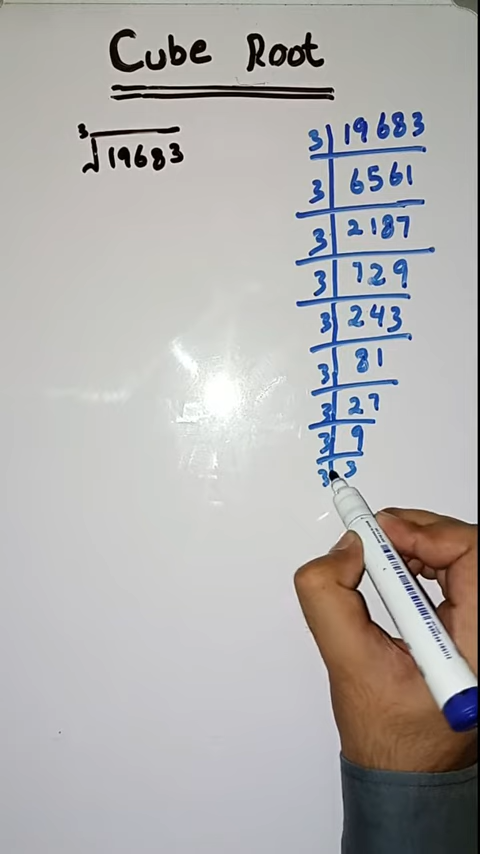 Cube Root
3√19683
3 | 19683
3 | 6561
3 | 2187
3 | 729
3 | 243
3 | 81
3 | 27
3 | 9
3 | 3